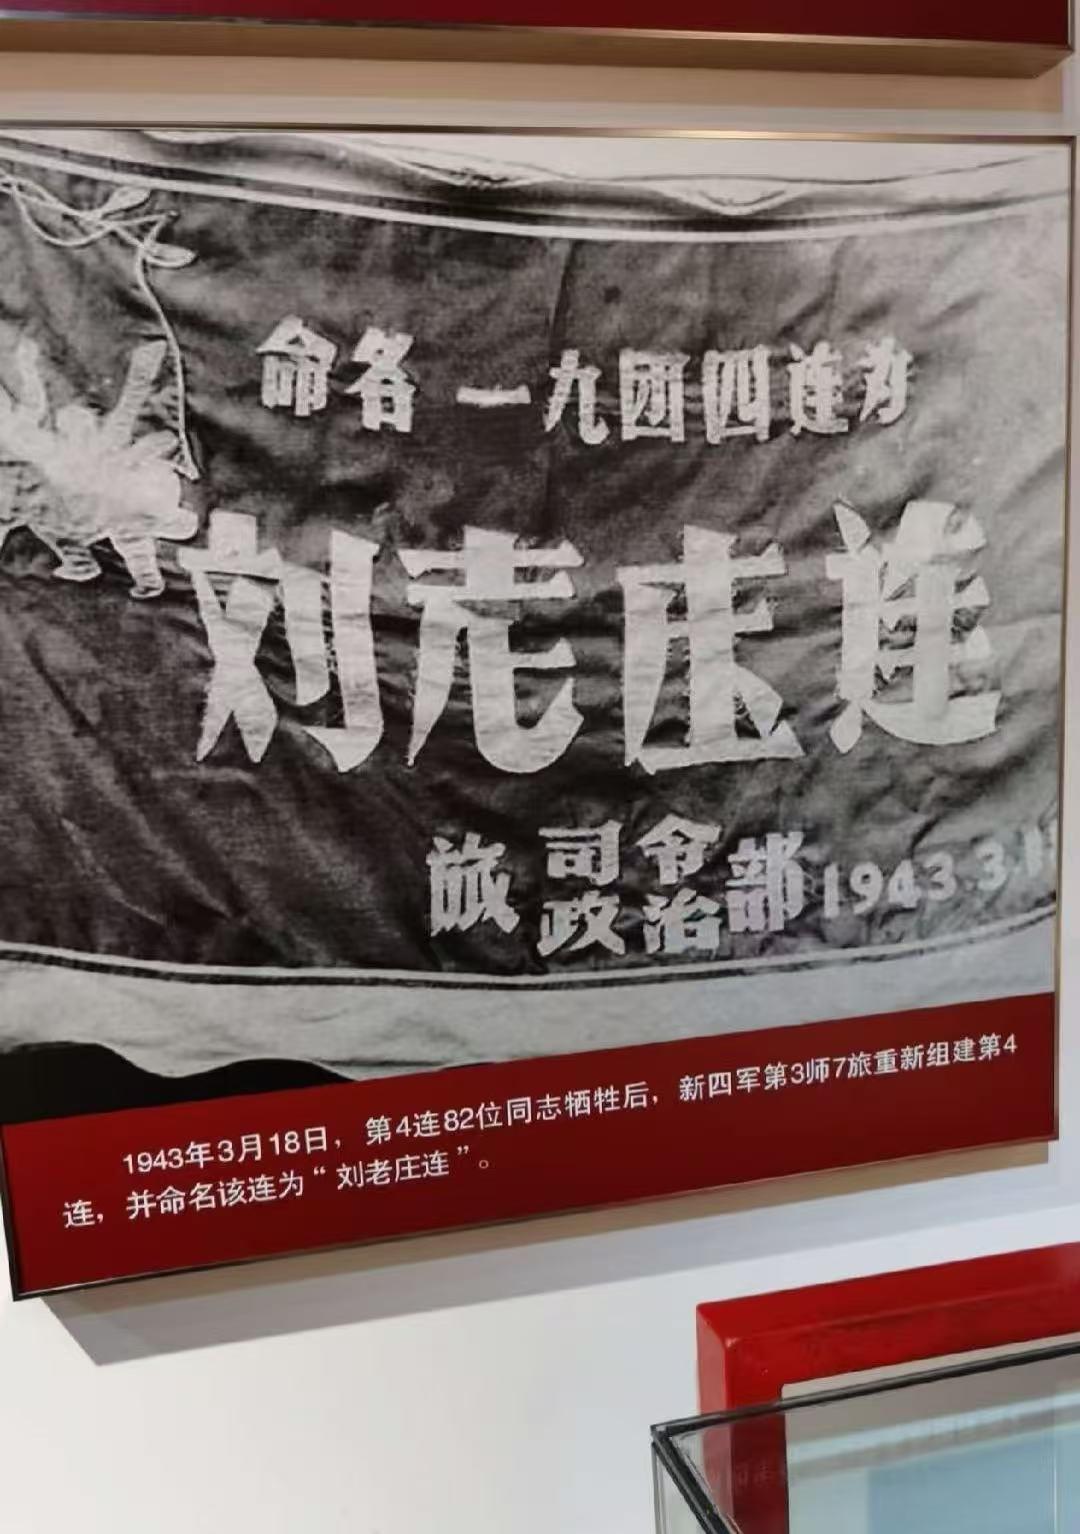 命名一九团四连为
刘老庄连
旅司令部
政治
1943.3.1
1943年3月18日，第4连82位同志牺牲后，新四军第3师7旅重新组建第4
连，并命名该连为“刘老庄连”。